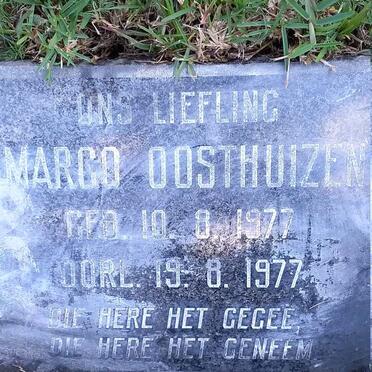 ONS LIEFLING
MARGO OOSTHUIZEN
GEB. 10. 8. 1977
OORL. 19. 8. 1977
DIE HERE HET GEGEE,
DIE HERE HET GENEEM